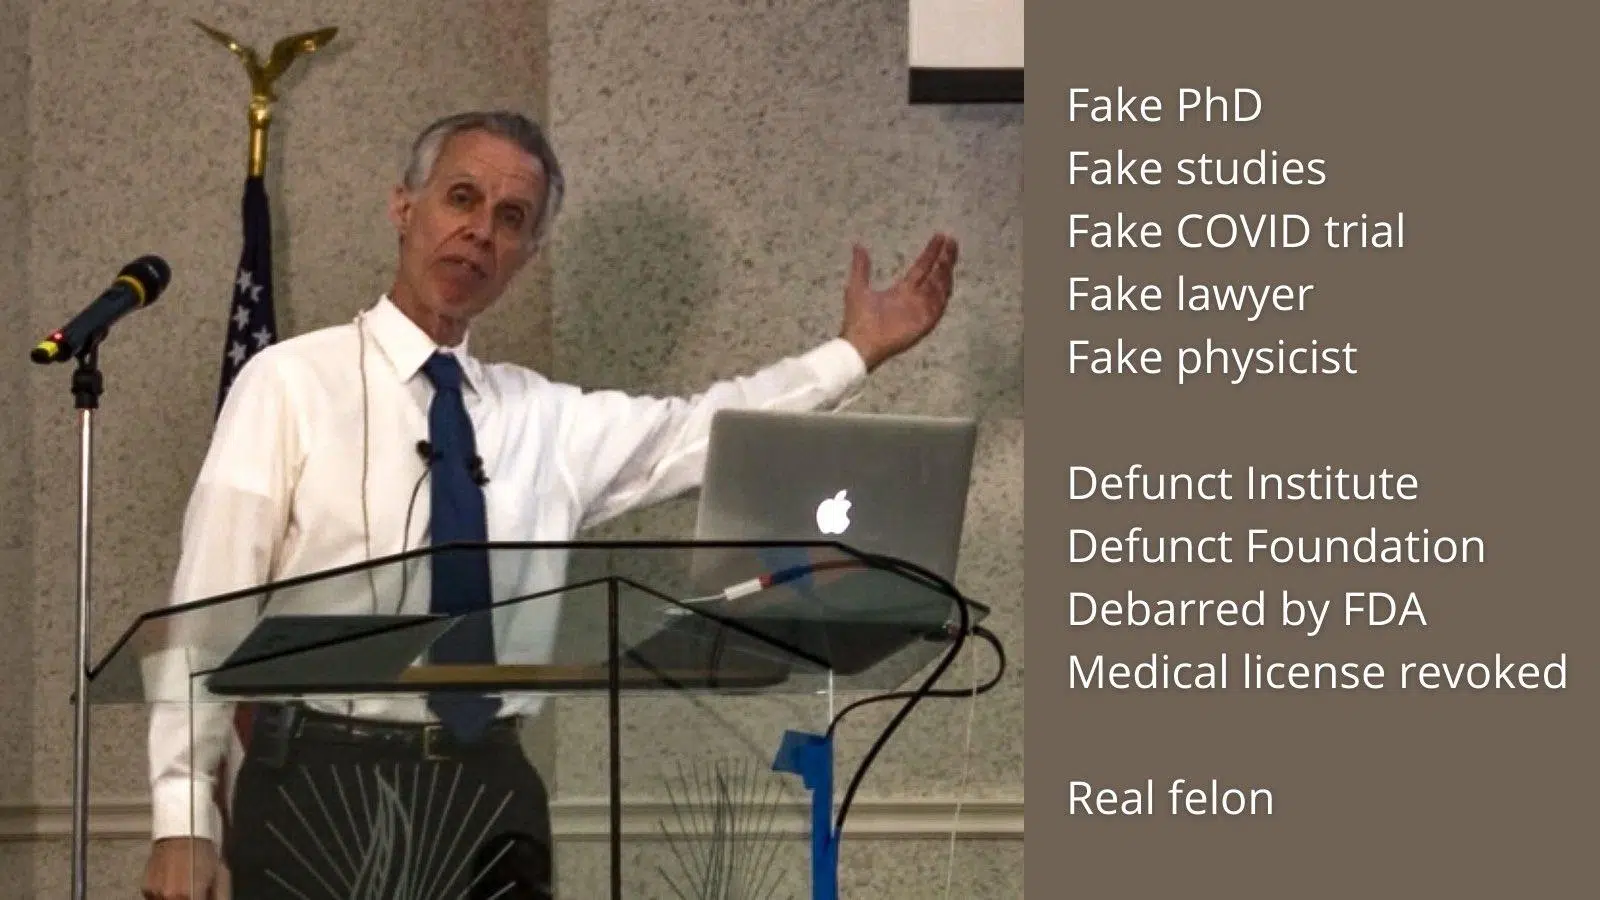 Fake PhD
Fake studies
Fake COVID trial
Fake lawyer
Fake physicist
Defunct Institute
Defunct Foundation
Debarred by FDA
Medical license revoked
Real felon